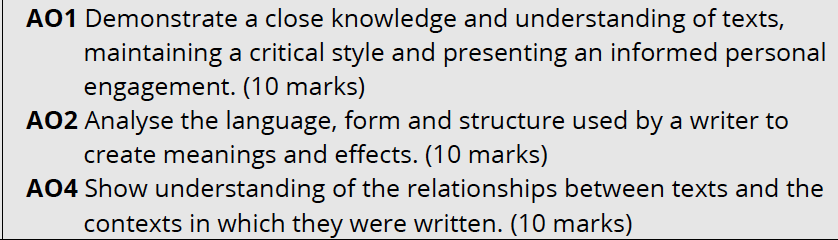 AO1 Demonstrate a close knowledge and understanding of texts,
maintaining a critical style and presenting an informed personal
engagement. (10 marks)
AO2 Analyse the language, form and structure used by a writer to
create meanings and effects. (10 marks)
AO4 Show understanding of the relationships between texts and the
contexts in which they were written. (10 marks)